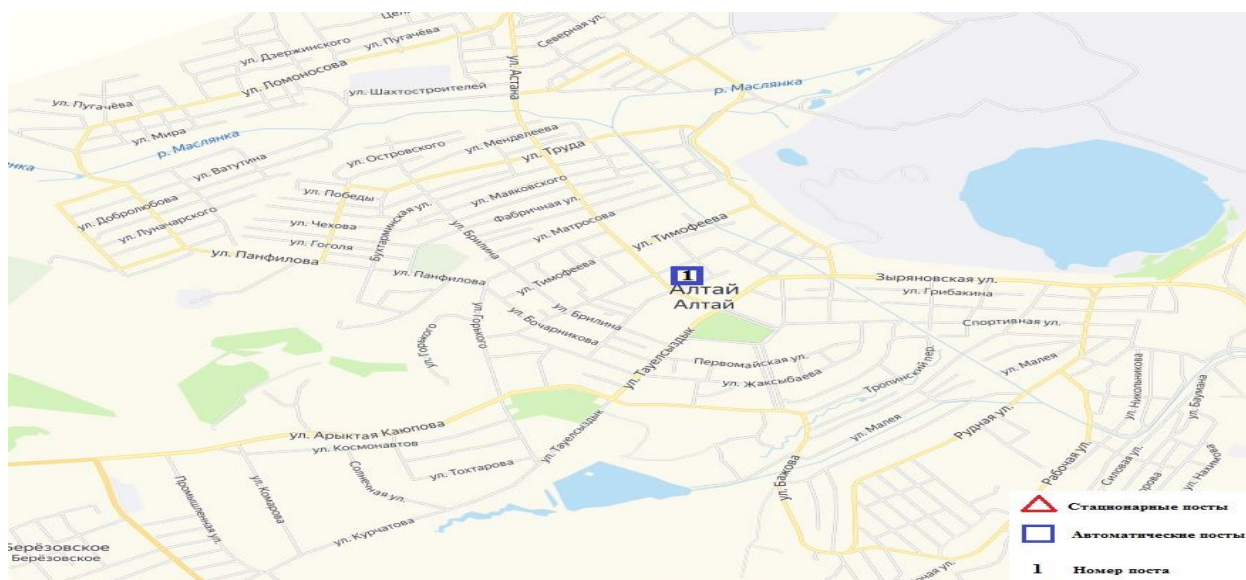 Северная ул.
ул. Дзержинского
ул. Пугачёва
ул. Ломоносова
ул. Астана
ул. Шахтостроителей
р. Маслянка
ул. Пугачёва
ул. Мира
р. Маслянка
ул. Менделеева
ул. Островского
ул. Труда
ул. Ватутина
ул. Победы
ул. Маяковского
Фабричная ул.
ул. Добролюбова
ул. Луначарского
ул. Чехова
Бухтарминская ул.
ул. Брилина
ул. Матросова
ул. Тимофеева
ул. Гоголя
ул. Панфилова
ул. Панфилова
ул. Тимофеева
1
Алтай
Алтай
Зыряновская ул.
ул. Грибакина
ул. Горького
ул. Горького
ул. Брилина
ул. Бочарникова
Спортивная ул.
ул. Тауелсыздык
Первомайская ул.
ул. Жаксыбаева
Тропинский пер.
ул. Малея
ул. Никольникова
ул. Баумана
ул. Арыктая Каюпова
ул. Космонавтов
ул. Малея
Рудная ул.
ул. Тауелсыздык
ул. Тохтарова
Солнечная ул.
ул. Комарова
Промышленная ул.
ул. Бажова
Рабочая ул.
Силовая ул.
ул. Нахимова
ул. Курчатова
Берёзовское
Берёзовское
Стационарные посты
Автоматические посты
1 Номер поста